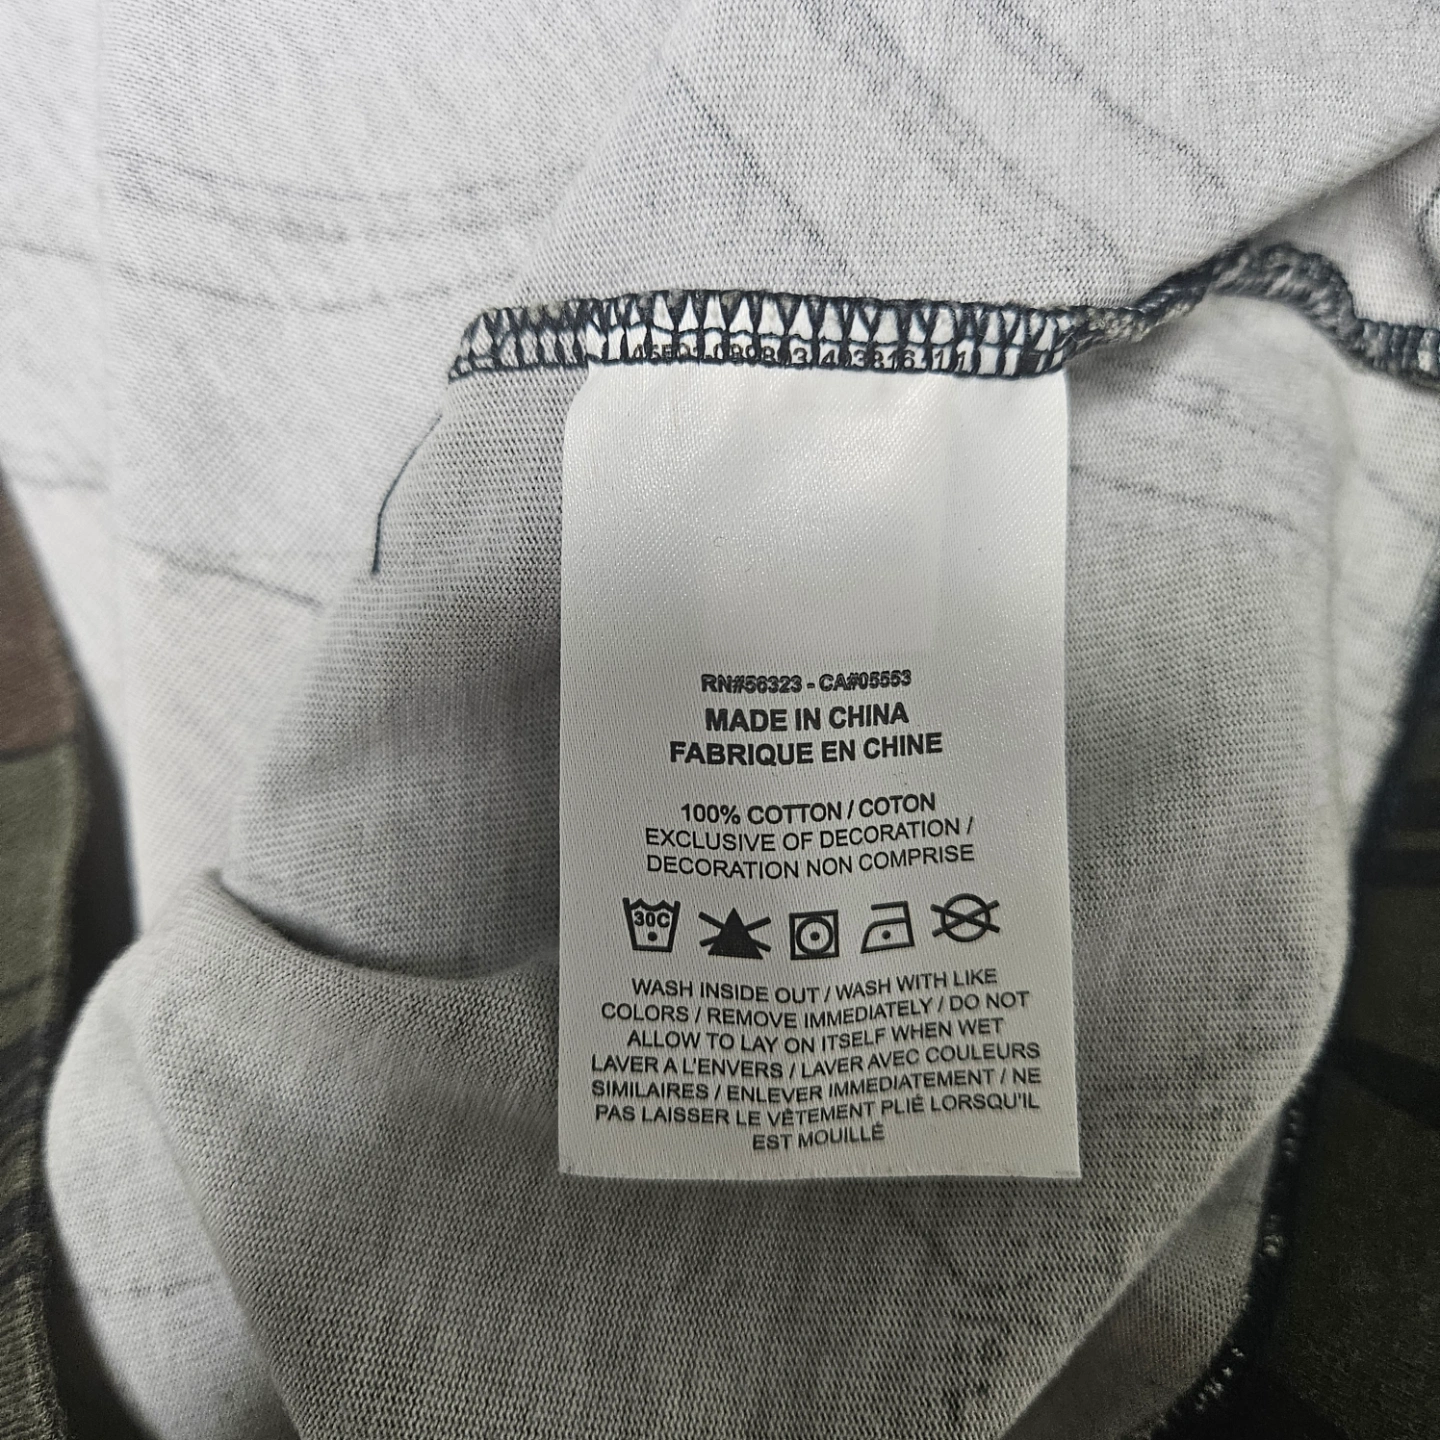 RN#56323 - CA#05553
MADE IN CHINA
FABRIQUE EN CHINE
100% COTTON / COTON
EXCLUSIVE OF DECORATION /
DECORATION NON COMPRISE
30C
WASH INSIDE OUT / WASH WITH LIKE
COLORS / REMOVE IMMEDIATELY / DO NOT
ALLOW TO LAY ON ITSELF WHEN WET
LAVER A L'ENVERS / LAVER AVEC COULEURS
SIMILAIRES / ENLEVER IMMEDIATEMENT / NE
PAS LAISSER LE VÊTEMENT PLIÉ LORSQU'IL
EST MOUILLÉ